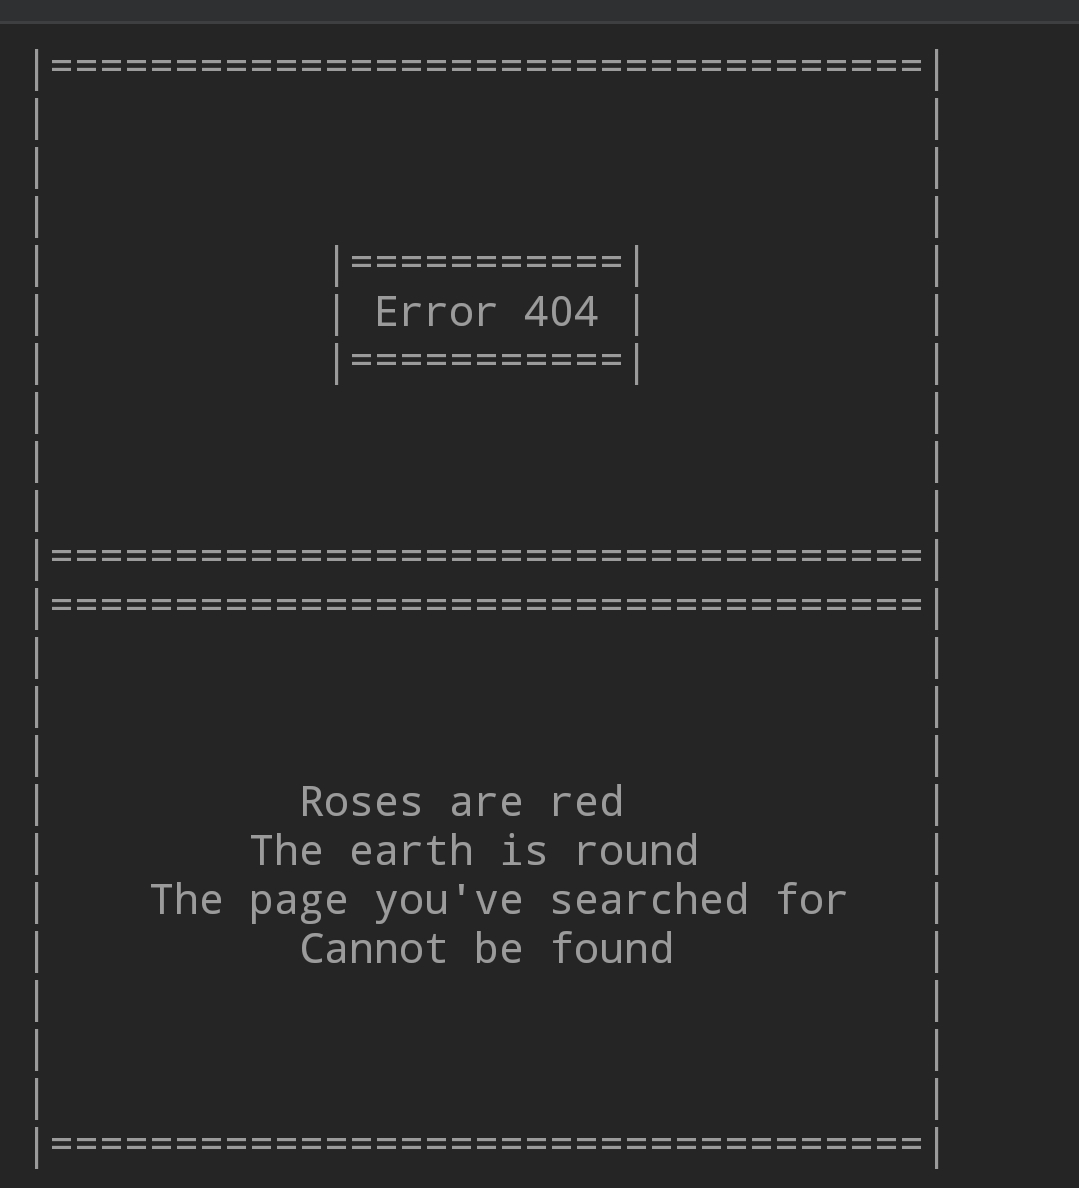 |===================================|
|                                   |
|                                   |
|                                   |
|           |===========|           |
|           | Error 404 |           |
|           |===========|           |
|                                   |
|                                   |
|                                   |
|===================================|
|===================================|
|                                   |
|                                   |
|                                   |
|          Roses are red            |
|        The earth is round         |
|    The page you've searched for   |
|          Cannot be found          |
|                                   |
|                                   |
|                                   |
|===================================|